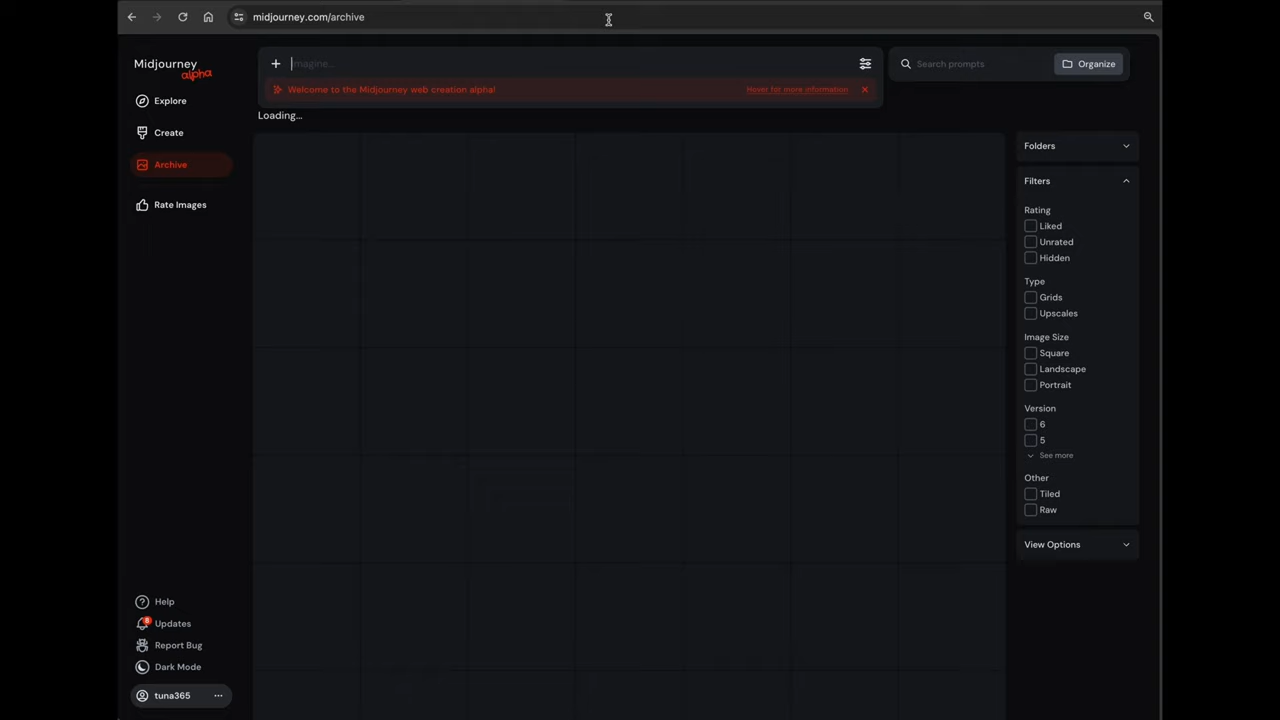 midjourney.com/archive
Midjourney
alpha
Imagine...
Search prompts
Organize
Welcome to the Midjourney web creation alpha!
Hover for more information
Explore
Loading...
Create
Folders
Archive
Filters
Rate Images
Rating
Liked
Unrated
Hidden
Type
Grids
Upscales
Image Size
Square
Landscape
Portrait
Version
6
5
See more
Other
Tiled
Raw
View Options
Help
8
Updates
Report Bug
Dark Mode
tuna365